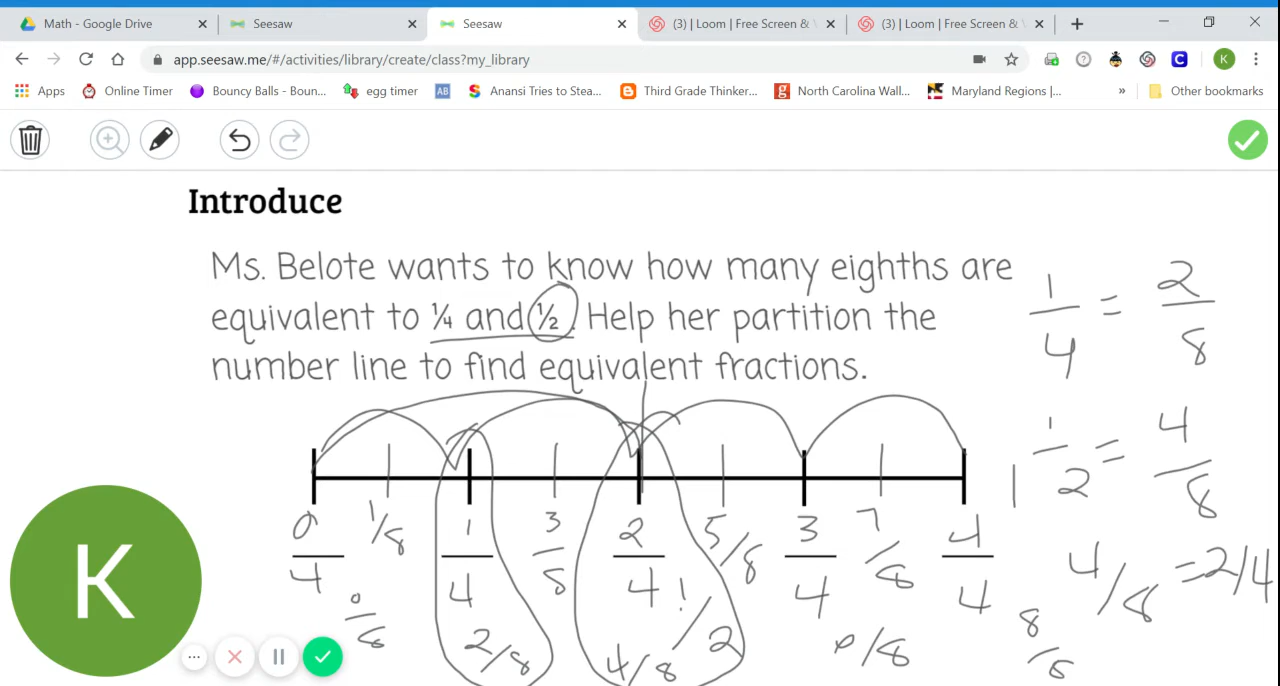 Math - Google Drive
Seesaw
Seesaw
(3) | Loom | Free Screen &
(3) | Loom | Free Screen &
app.seesaw.me/#/activities/library/create/class?my_library
K
Apps
Online Timer
Bouncy Balls - Boun...
egg timer
AB
Anansi Tries to Stea...
Third Grade Thinker...
North Carolina Wall...
Maryland Regions |...
»
Other bookmarks
Introduce
Ms. Belote wants to know how many eighths are
equivalent to ¼ and ½. Help her partition the
number line to find equivalent fractions.
1/4 = 2/8
1/2 = 4/8
0/4 1/8 1/4 3/8 2/4 5/8 3/4 7/8 4/4
4/8 = 2/4
0/8 2/8 4/8 1/2 /8 8/8
K